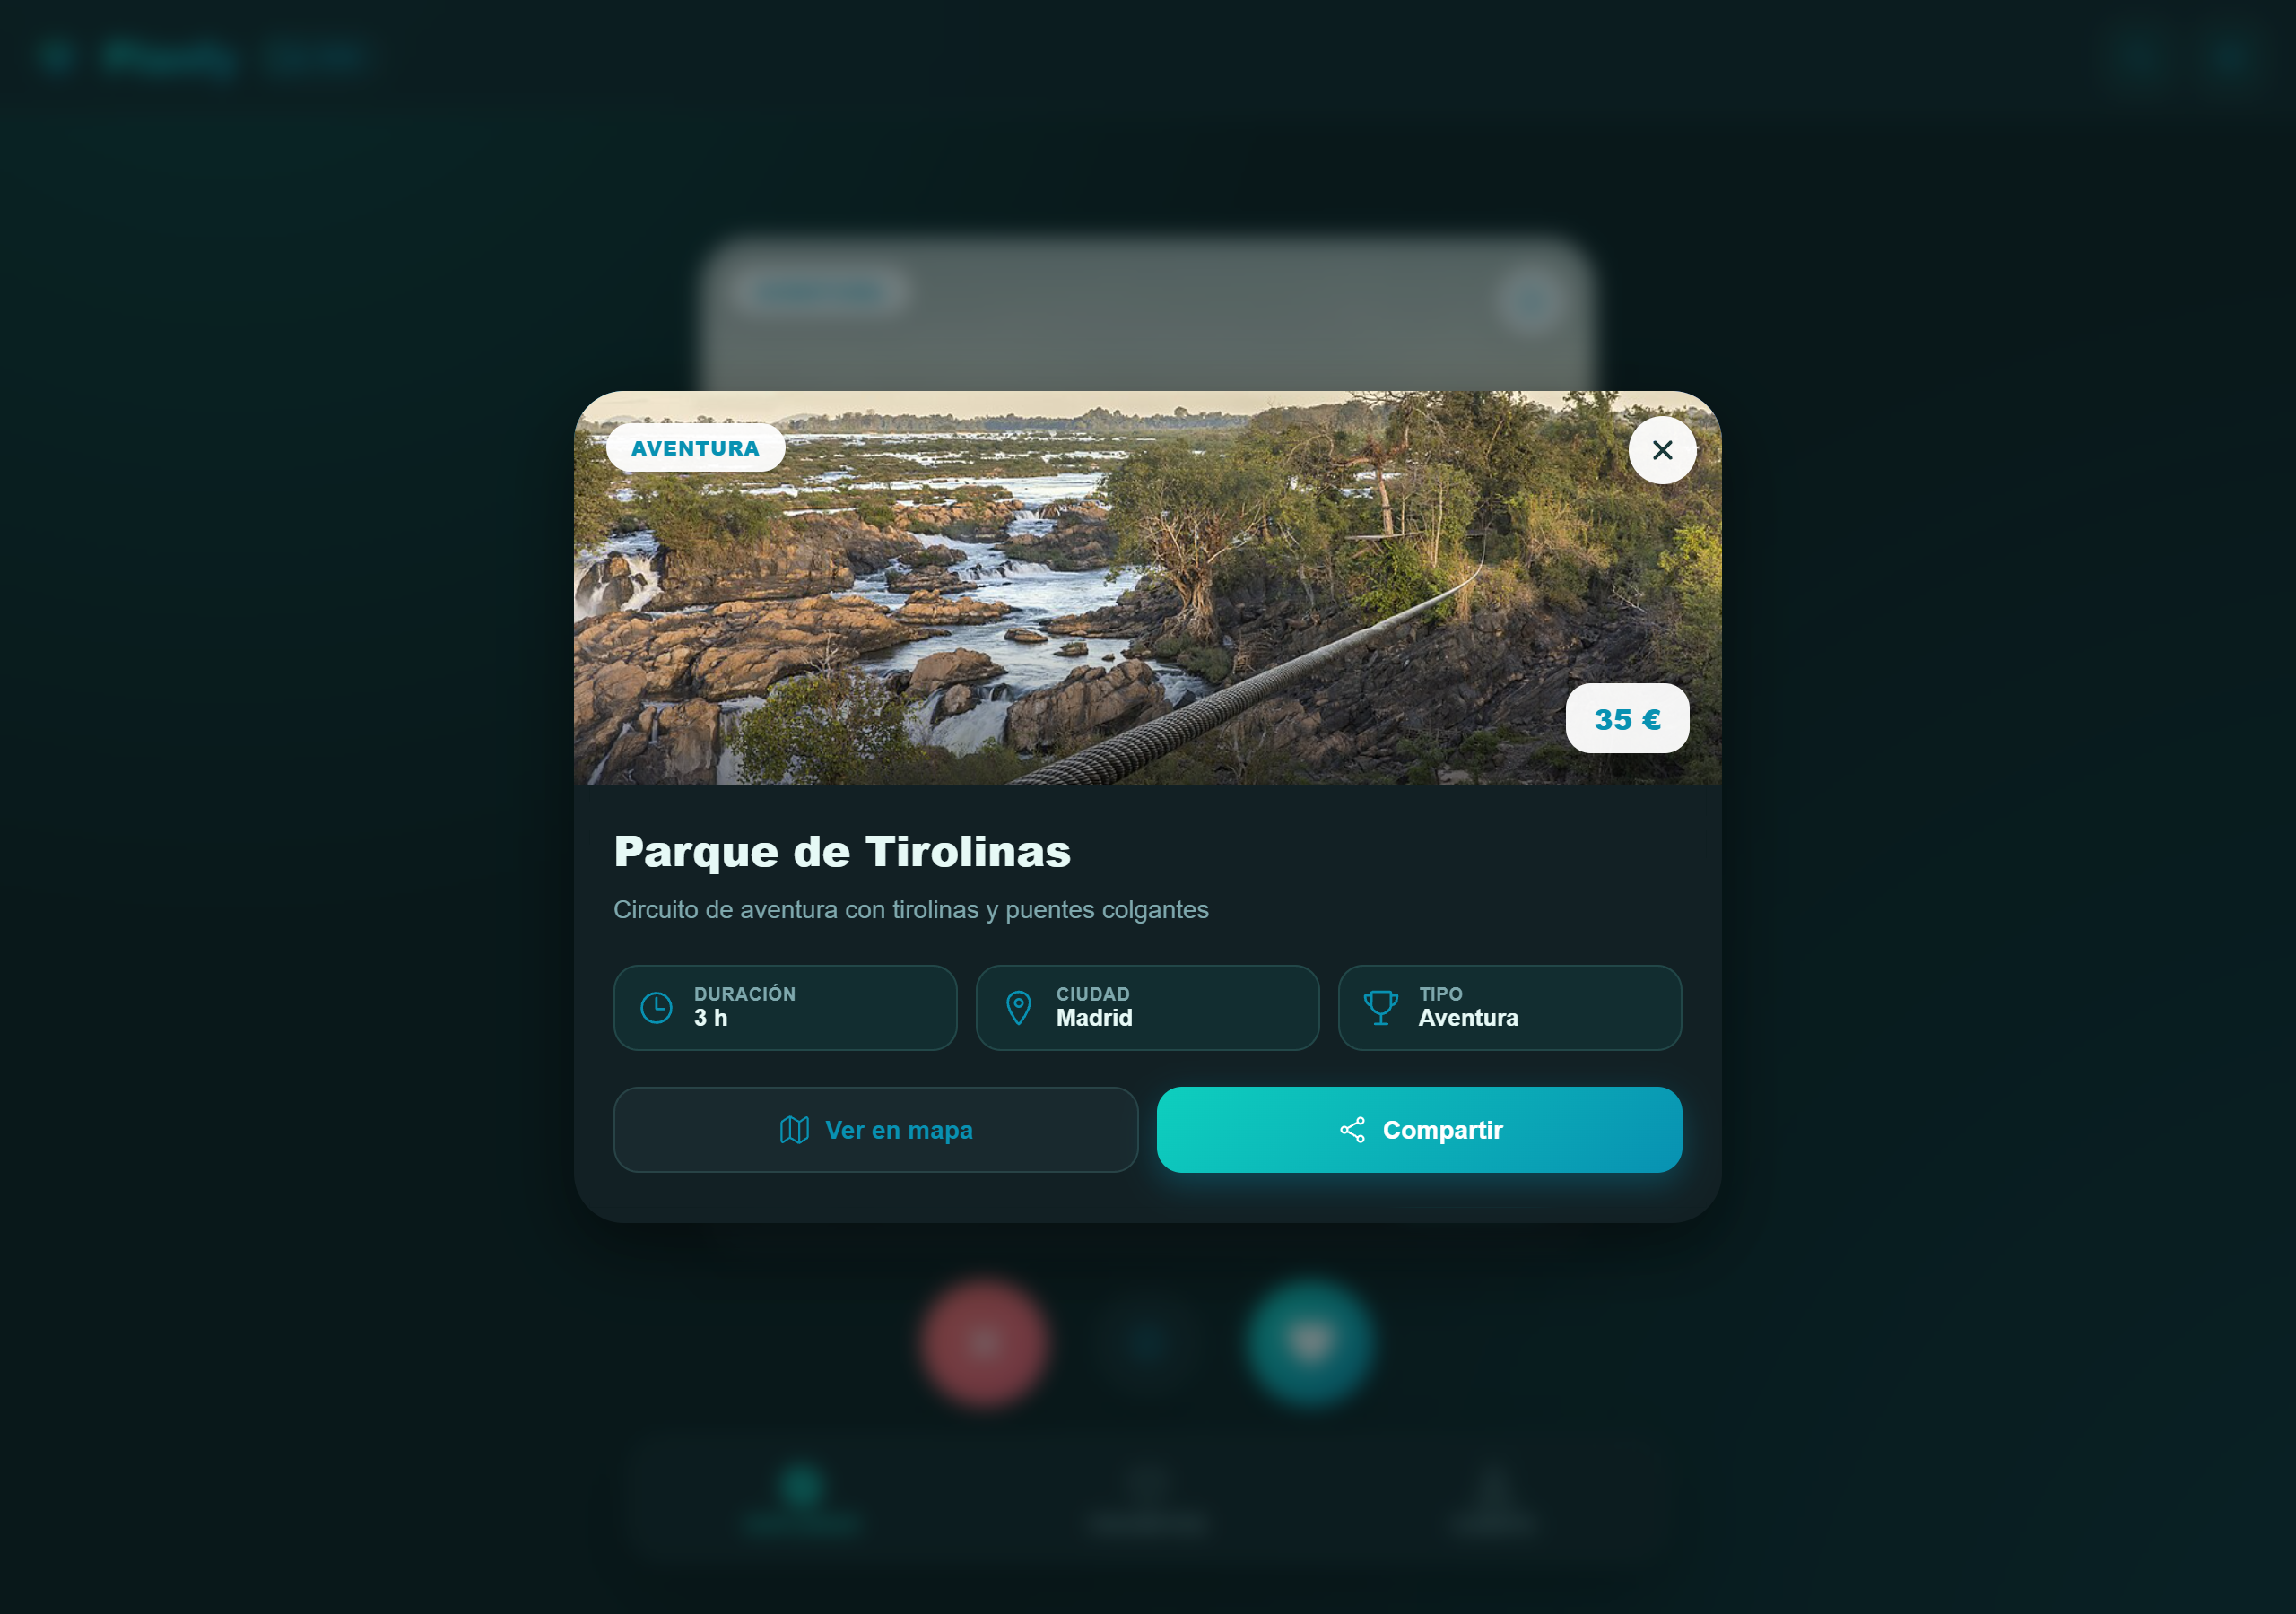 AVENTURA
35 €
Parque de Tirolinas
Circuito de aventura con tirolinas y puentes colgantes
DURACIÓN
3 h
CIUDAD
Madrid
TIPO
Aventura
Ver en mapa
Compartir